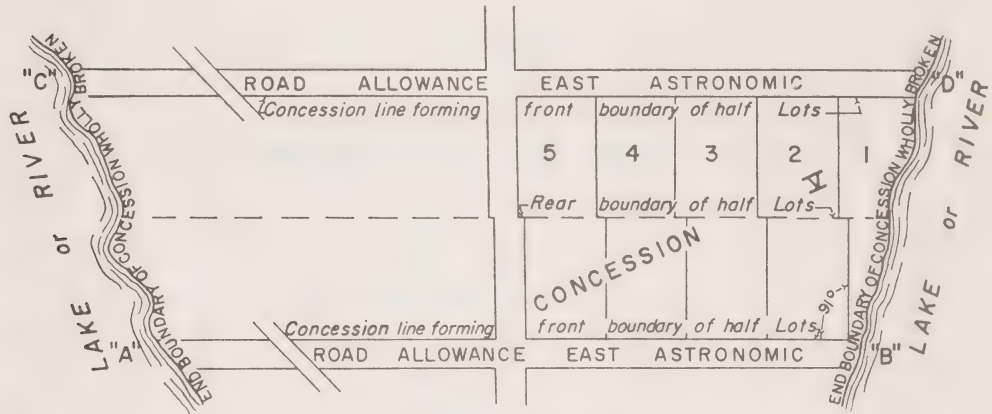 "C"
"D"
ROAD ALLOWANCE EAST ASTRONOMIC
Concession line forming front boundary of half Lots
5 4 3 2 1
V
Rear boundary of half Lots
CONCESSION
91°
Concession line forming front boundary of half Lots
"A"
"B"
ROAD ALLOWANCE EAST ASTRONOMIC
LAKE or RIVER
END BOUNDARY OF CONCESSION WHOLLY BROKEN
END BOUNDARY OF CONCESSION WHOLLY BROKEN
LAKE or RIVER